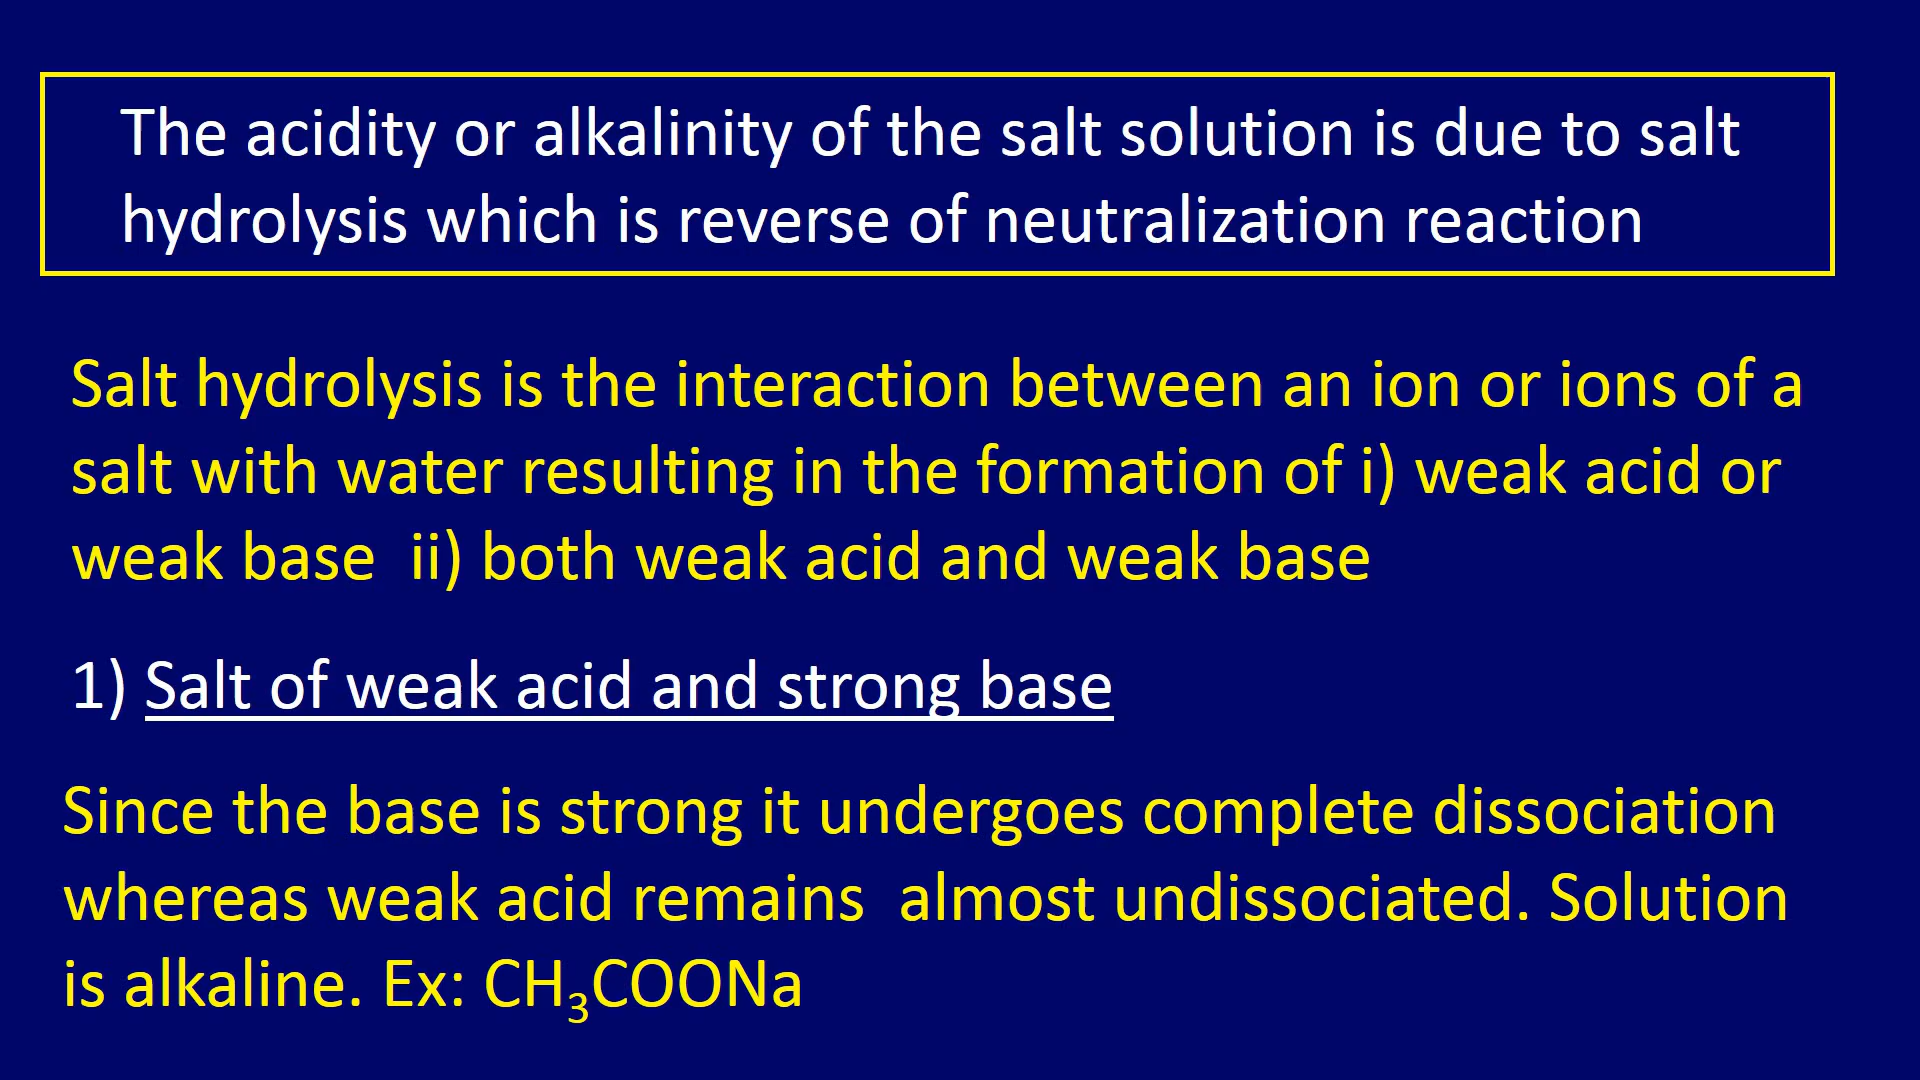 The acidity or alkalinity of the salt solution is due to salt
hydrolysis which is reverse of neutralization reaction
Salt hydrolysis is the interaction between an ion or ions of a
salt with water resulting in the formation of i) weak acid or
weak base  ii) both weak acid and weak base
1) Salt of weak acid and strong base
Since the base is strong it undergoes complete dissociation
whereas weak acid remains  almost undissociated. Solution
is alkaline. Ex: CH₃COONa